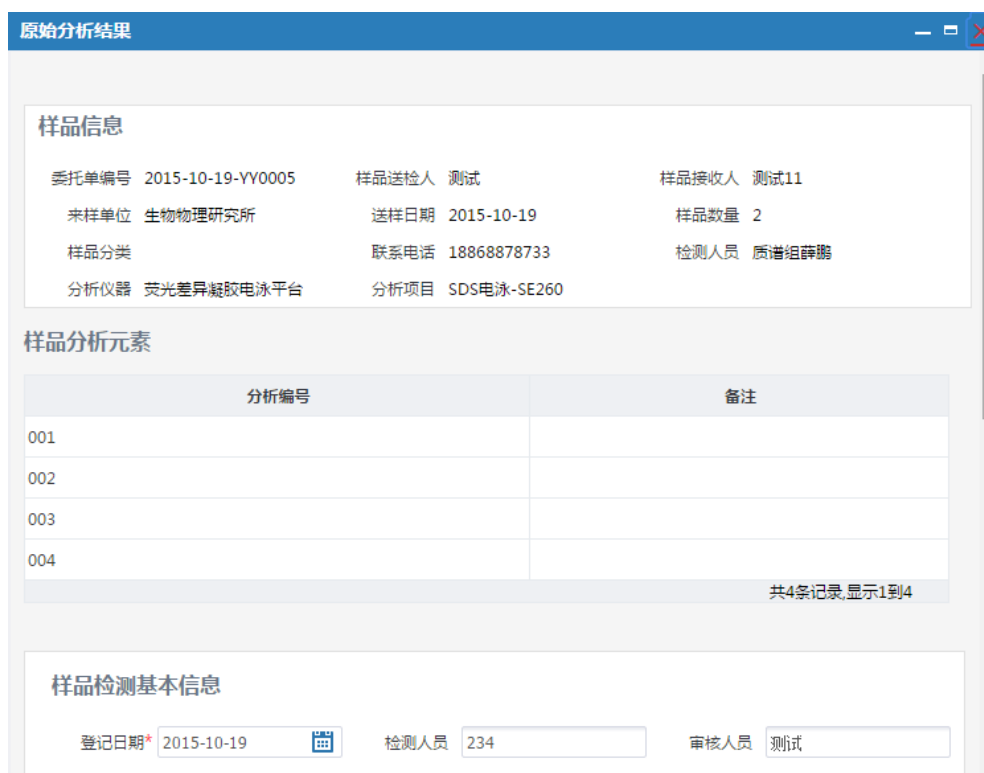 原始分析结果
样品信息
委托单编号 2015-10-19-YY0005 样品送检人 测试 样品接收人 测试11
来样单位 生物物理研究所 送样日期 2015-10-19 样品数量 2
样品分类 联系电话 18868878733 检测人员 质谱组薛鹏
分析仪器 荧光差异凝胶电泳平台 分析项目 SDS电泳-SE260
样品分析元素
分析编号 备注
001
002
003
004
共4条记录,显示1到4
样品检测基本信息
登记日期* 2015-10-19 检测人员 234 审核人员 测试